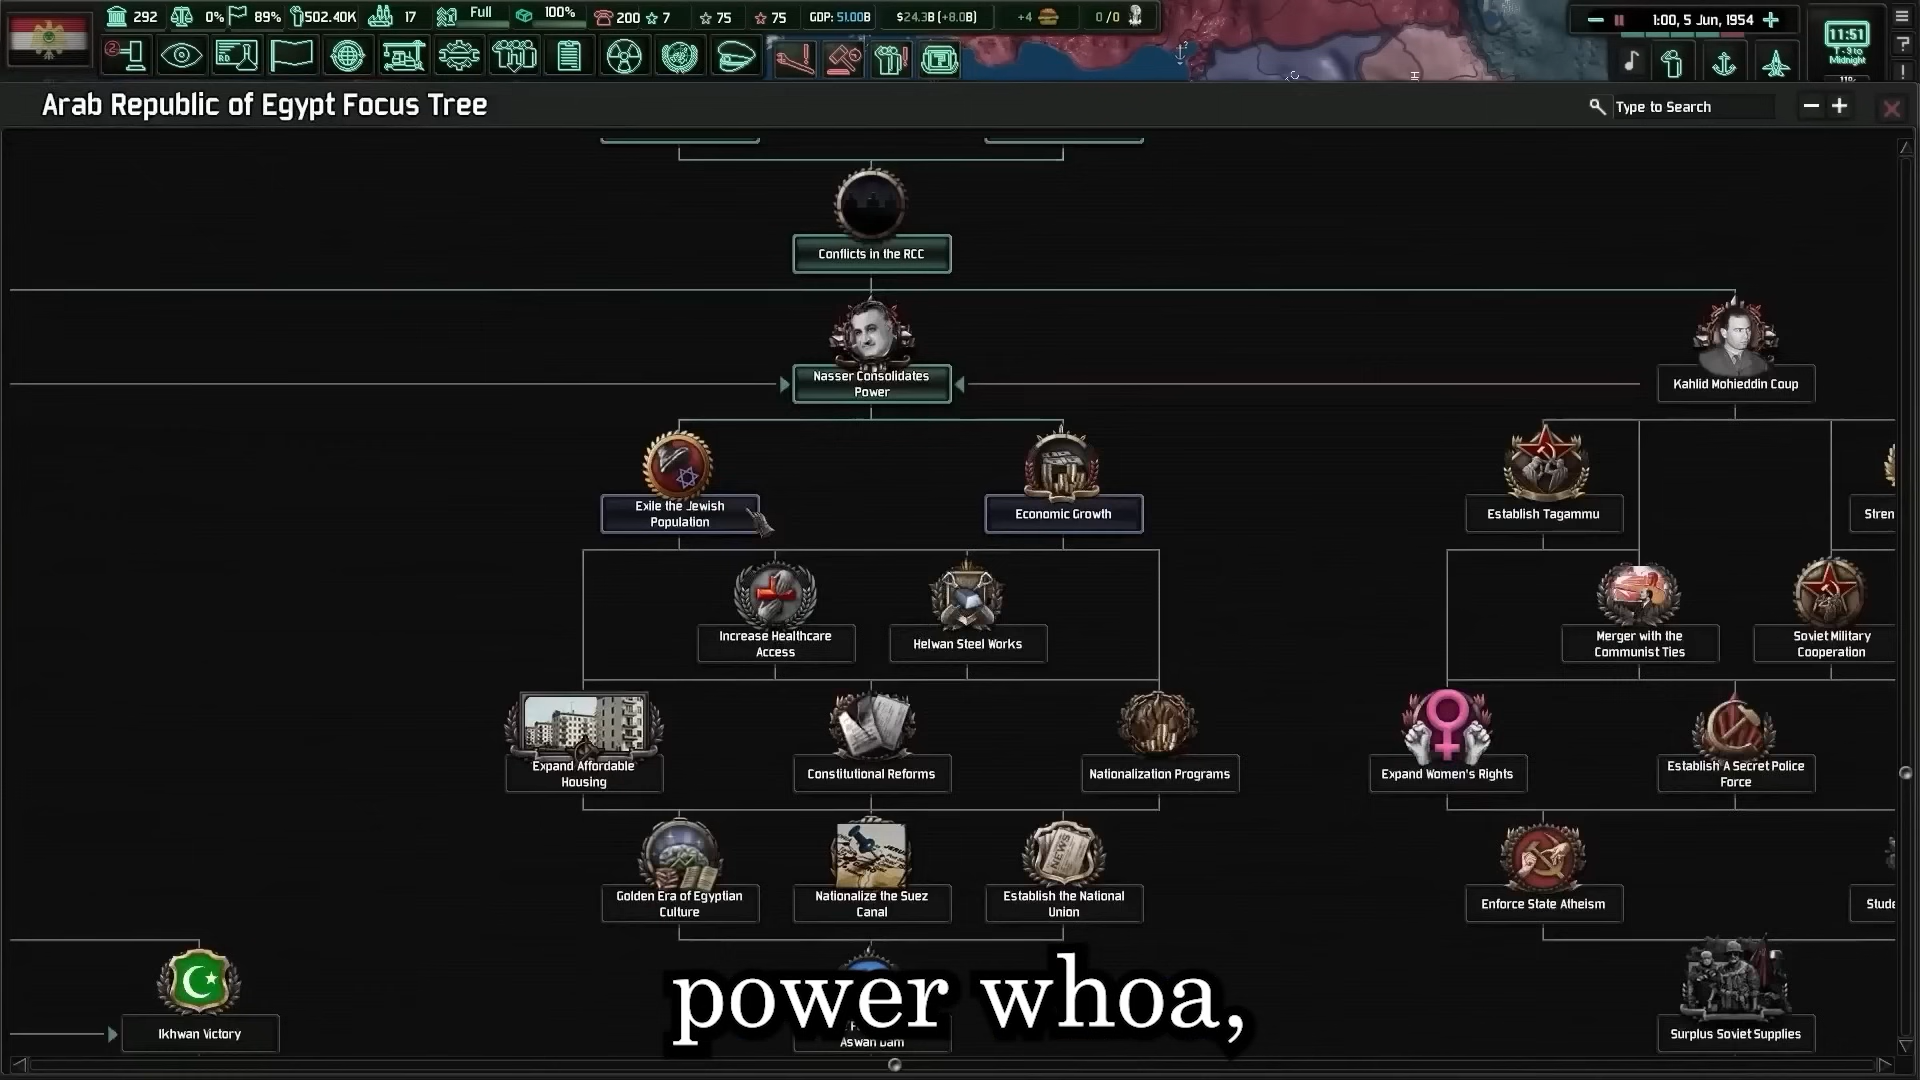 292
0%
89%
502.40K
17
Full
100%
200
7
75
75
GDP: 51.00B
$24.3B (+8.0B)
+4
0/0
1:00, 5 Jun, 1954
11:51
T-9 to
Midnight
Arab Republic of Egypt Focus Tree
Type to Search
Conflicts in the RCC
Nasser Consolidates
Power
Kahlid Mohieddin Coup
Exile the Jewish
Population
Economic Growth
Establish Tagammu
Stren
Increase Healthcare
Access
Helwan Steel Works
Merger with the
Communist Ties
Soviet Military
Cooperation
Expand Affordable
Housing
Constitutional Reforms
Nationalization Programs
Expand Women's Rights
Establish A Secret Police
Force
NEWS
Golden Era of Egyptian
Culture
Nationalize the Suez
Canal
Establish the National
Union
Enforce State Atheism
Stude
Ikhwan Victory
power whoa,
Aswan Dam
Surplus Soviet Supplies